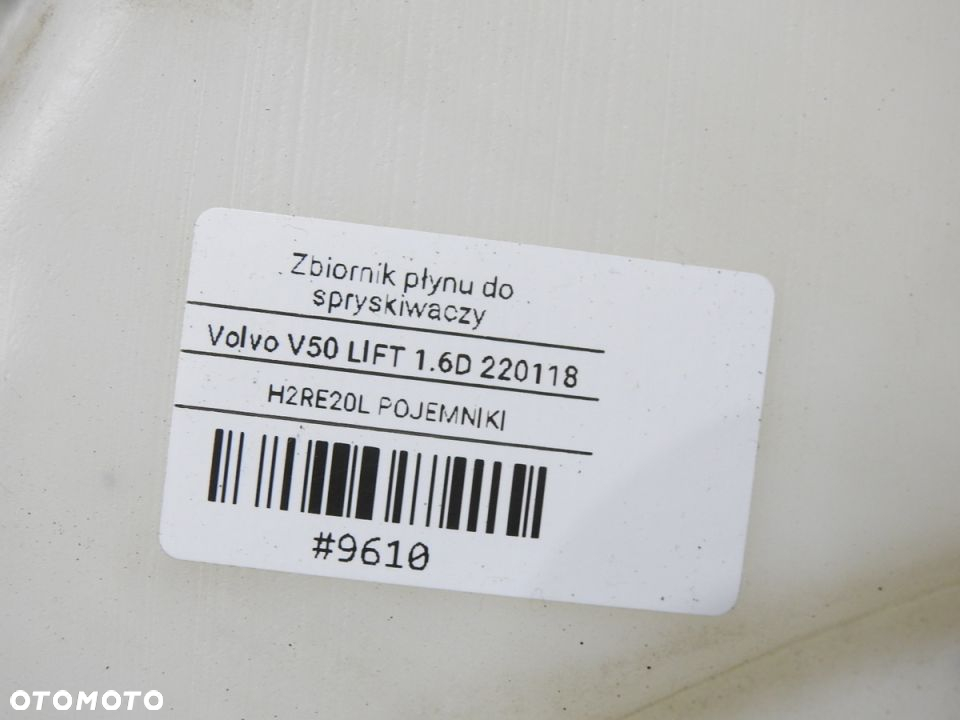 Zbiornik płynu do
spryskiwaczy
Volvo V50 LIFT 1.6D 220118
H2RE20L POJEMNIKI
#9610
OTOMOTO